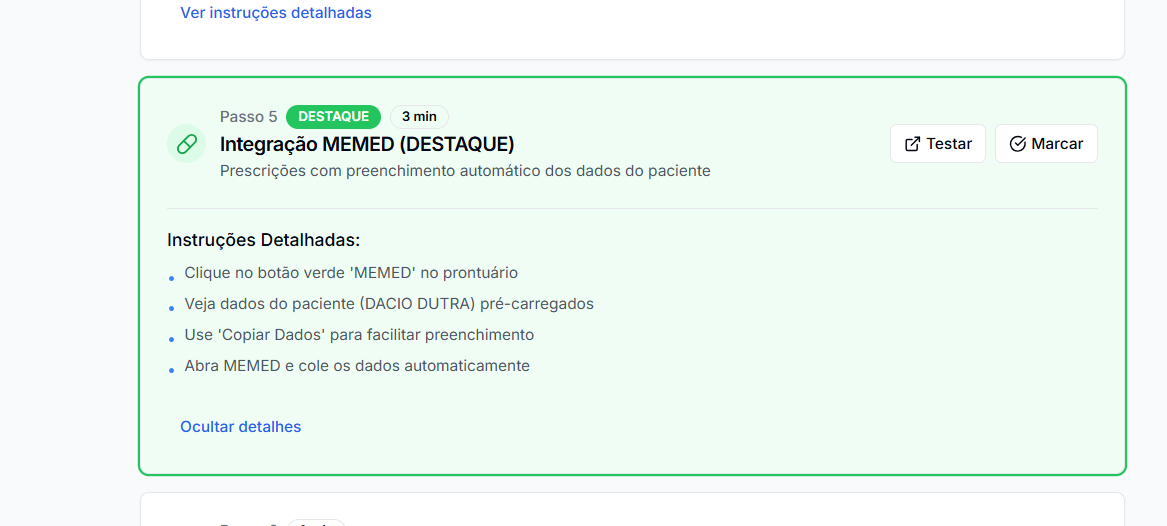 Ver instruções detalhadas
Passo 5 DESTAQUE 3 min
Integração MEMED (DESTAQUE)
Prescrições com preenchimento automático dos dados do paciente
Testar
Marcar
Instruções Detalhadas:
Clique no botão verde 'MEMED' no prontuário
Veja dados do paciente (DACIO DUTRA) pré-carregados
Use 'Copiar Dados' para facilitar preenchimento
Abra MEMED e cole os dados automaticamente
Ocultar detalhes